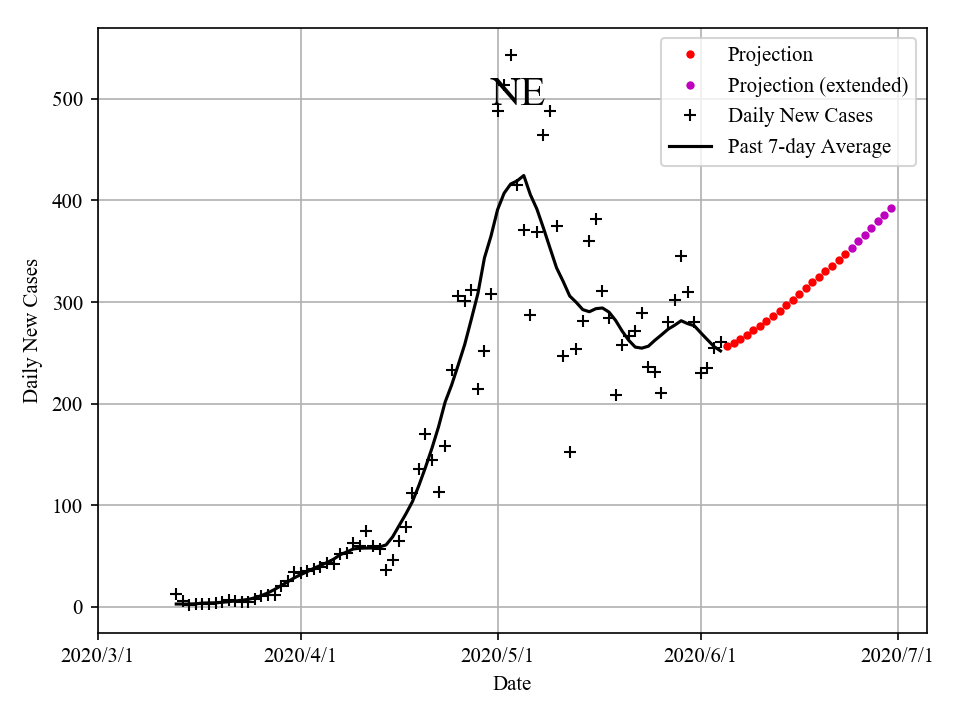 NE
Projection
Projection (extended)
Daily New Cases
Past 7-day Average
Daily New Cases
500
400
300
200
100
0
2020/3/1 2020/4/1 2020/5/1 2020/6/1 2020/7/1
Date